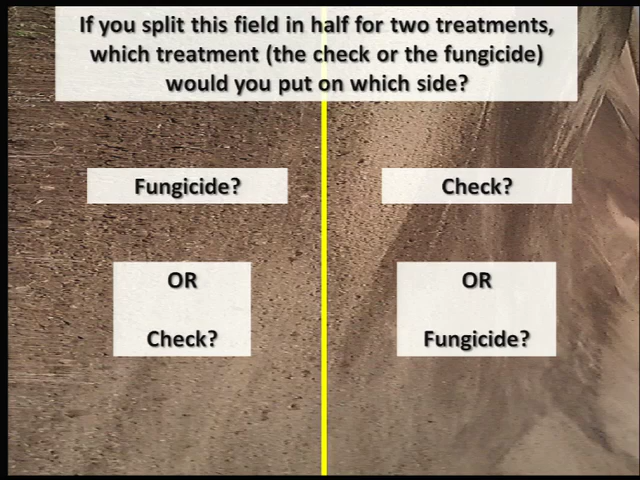 If you split this field in half for two treatments,
which treatment (the check or the fungicide)
would you put on which side?
Fungicide?
Check?
OR
Check?
OR
Fungicide?